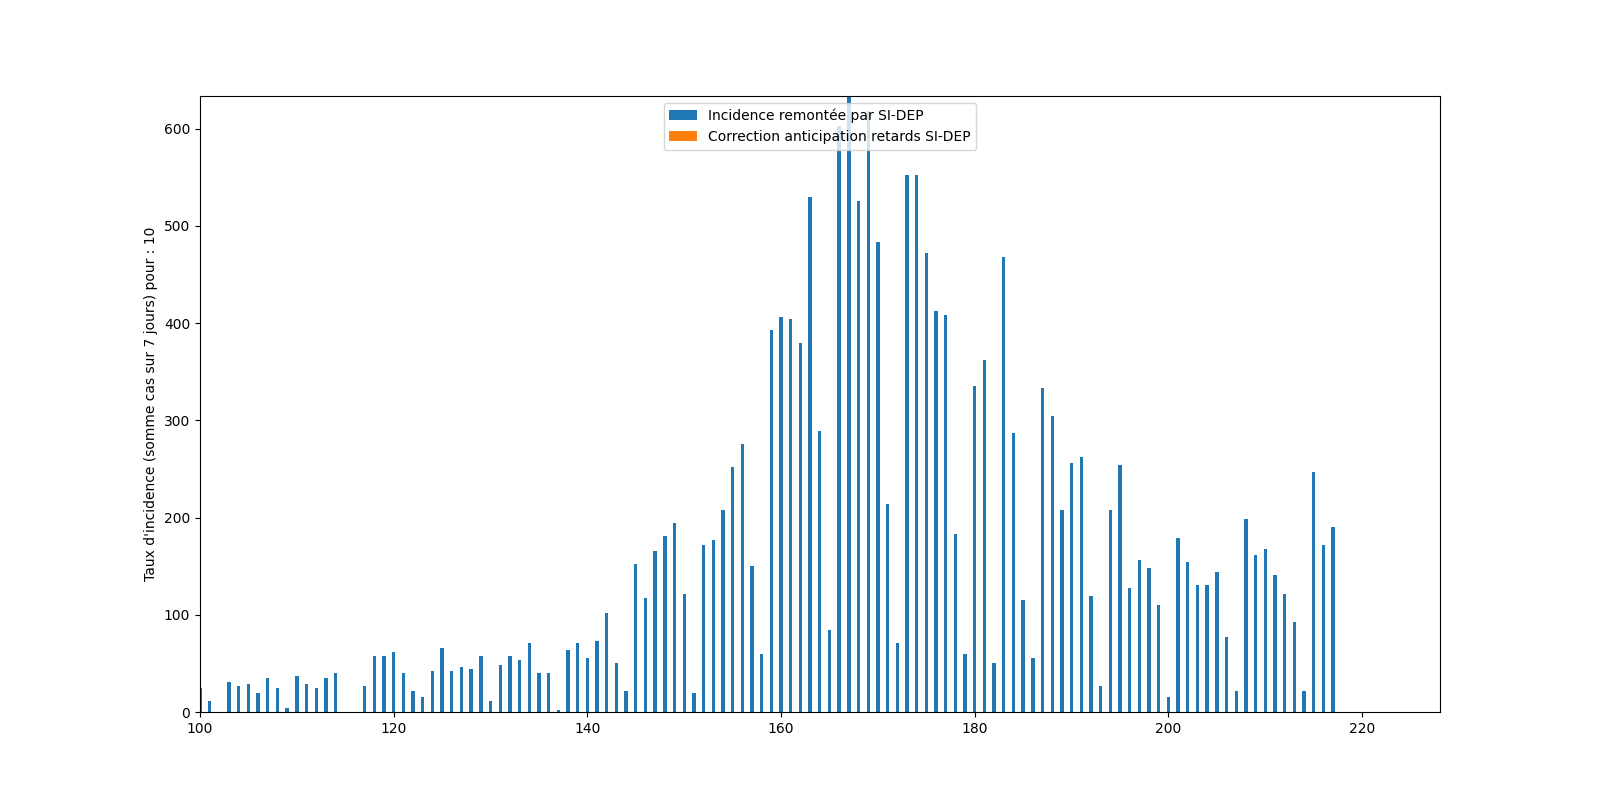 Incidence remontée par SI-DEP
Correction anticipation retards SI-DEP
Taux d'incidence (somme cas sur 7 jours) pour : 10
600
500
400
300
200
100
0
100 120 140 160 180 200 220